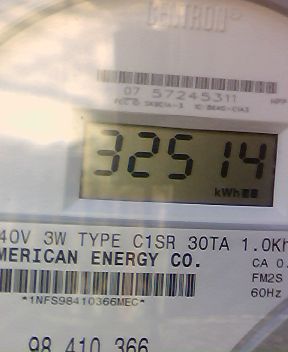 CELTRON
07 57245311
32514
kWh
40V 3W TYPE C1SR 30TA 1.0Kh
MERICAN ENERGY CO.
CA 0.
FM2S
*1NFS98410366MEC*
60Hz
98 410 366